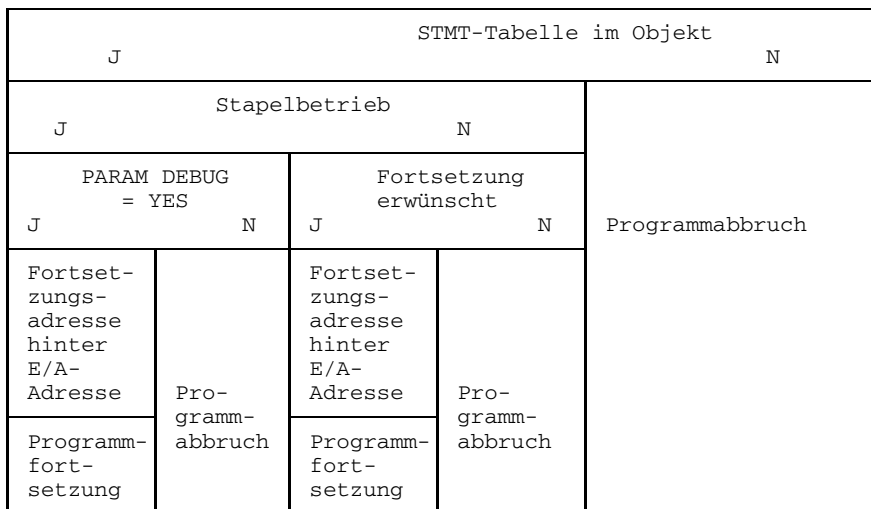 STMT-Tabelle im Objekt
J N
Stapelbetrieb
J N
PARAM DEBUG
= YES
J N
Fortsetzung
erwünscht
J N
Programmabbruch
Fortset-
zungs-
adresse
hinter
E/A-
Adresse
Programm-
fort-
setzung
Pro-
gramm-
abbruch
Fortset-
zungs-
adresse
hinter
E/A-
Adresse
Programm-
fort-
setzung
Pro-
gramm-
abbruch